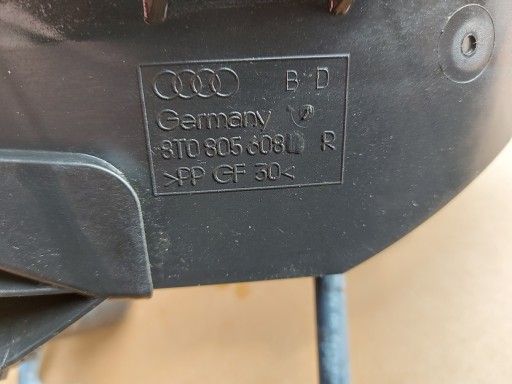 B D
Germany
8T0 805 608 R
>PP GF 30<